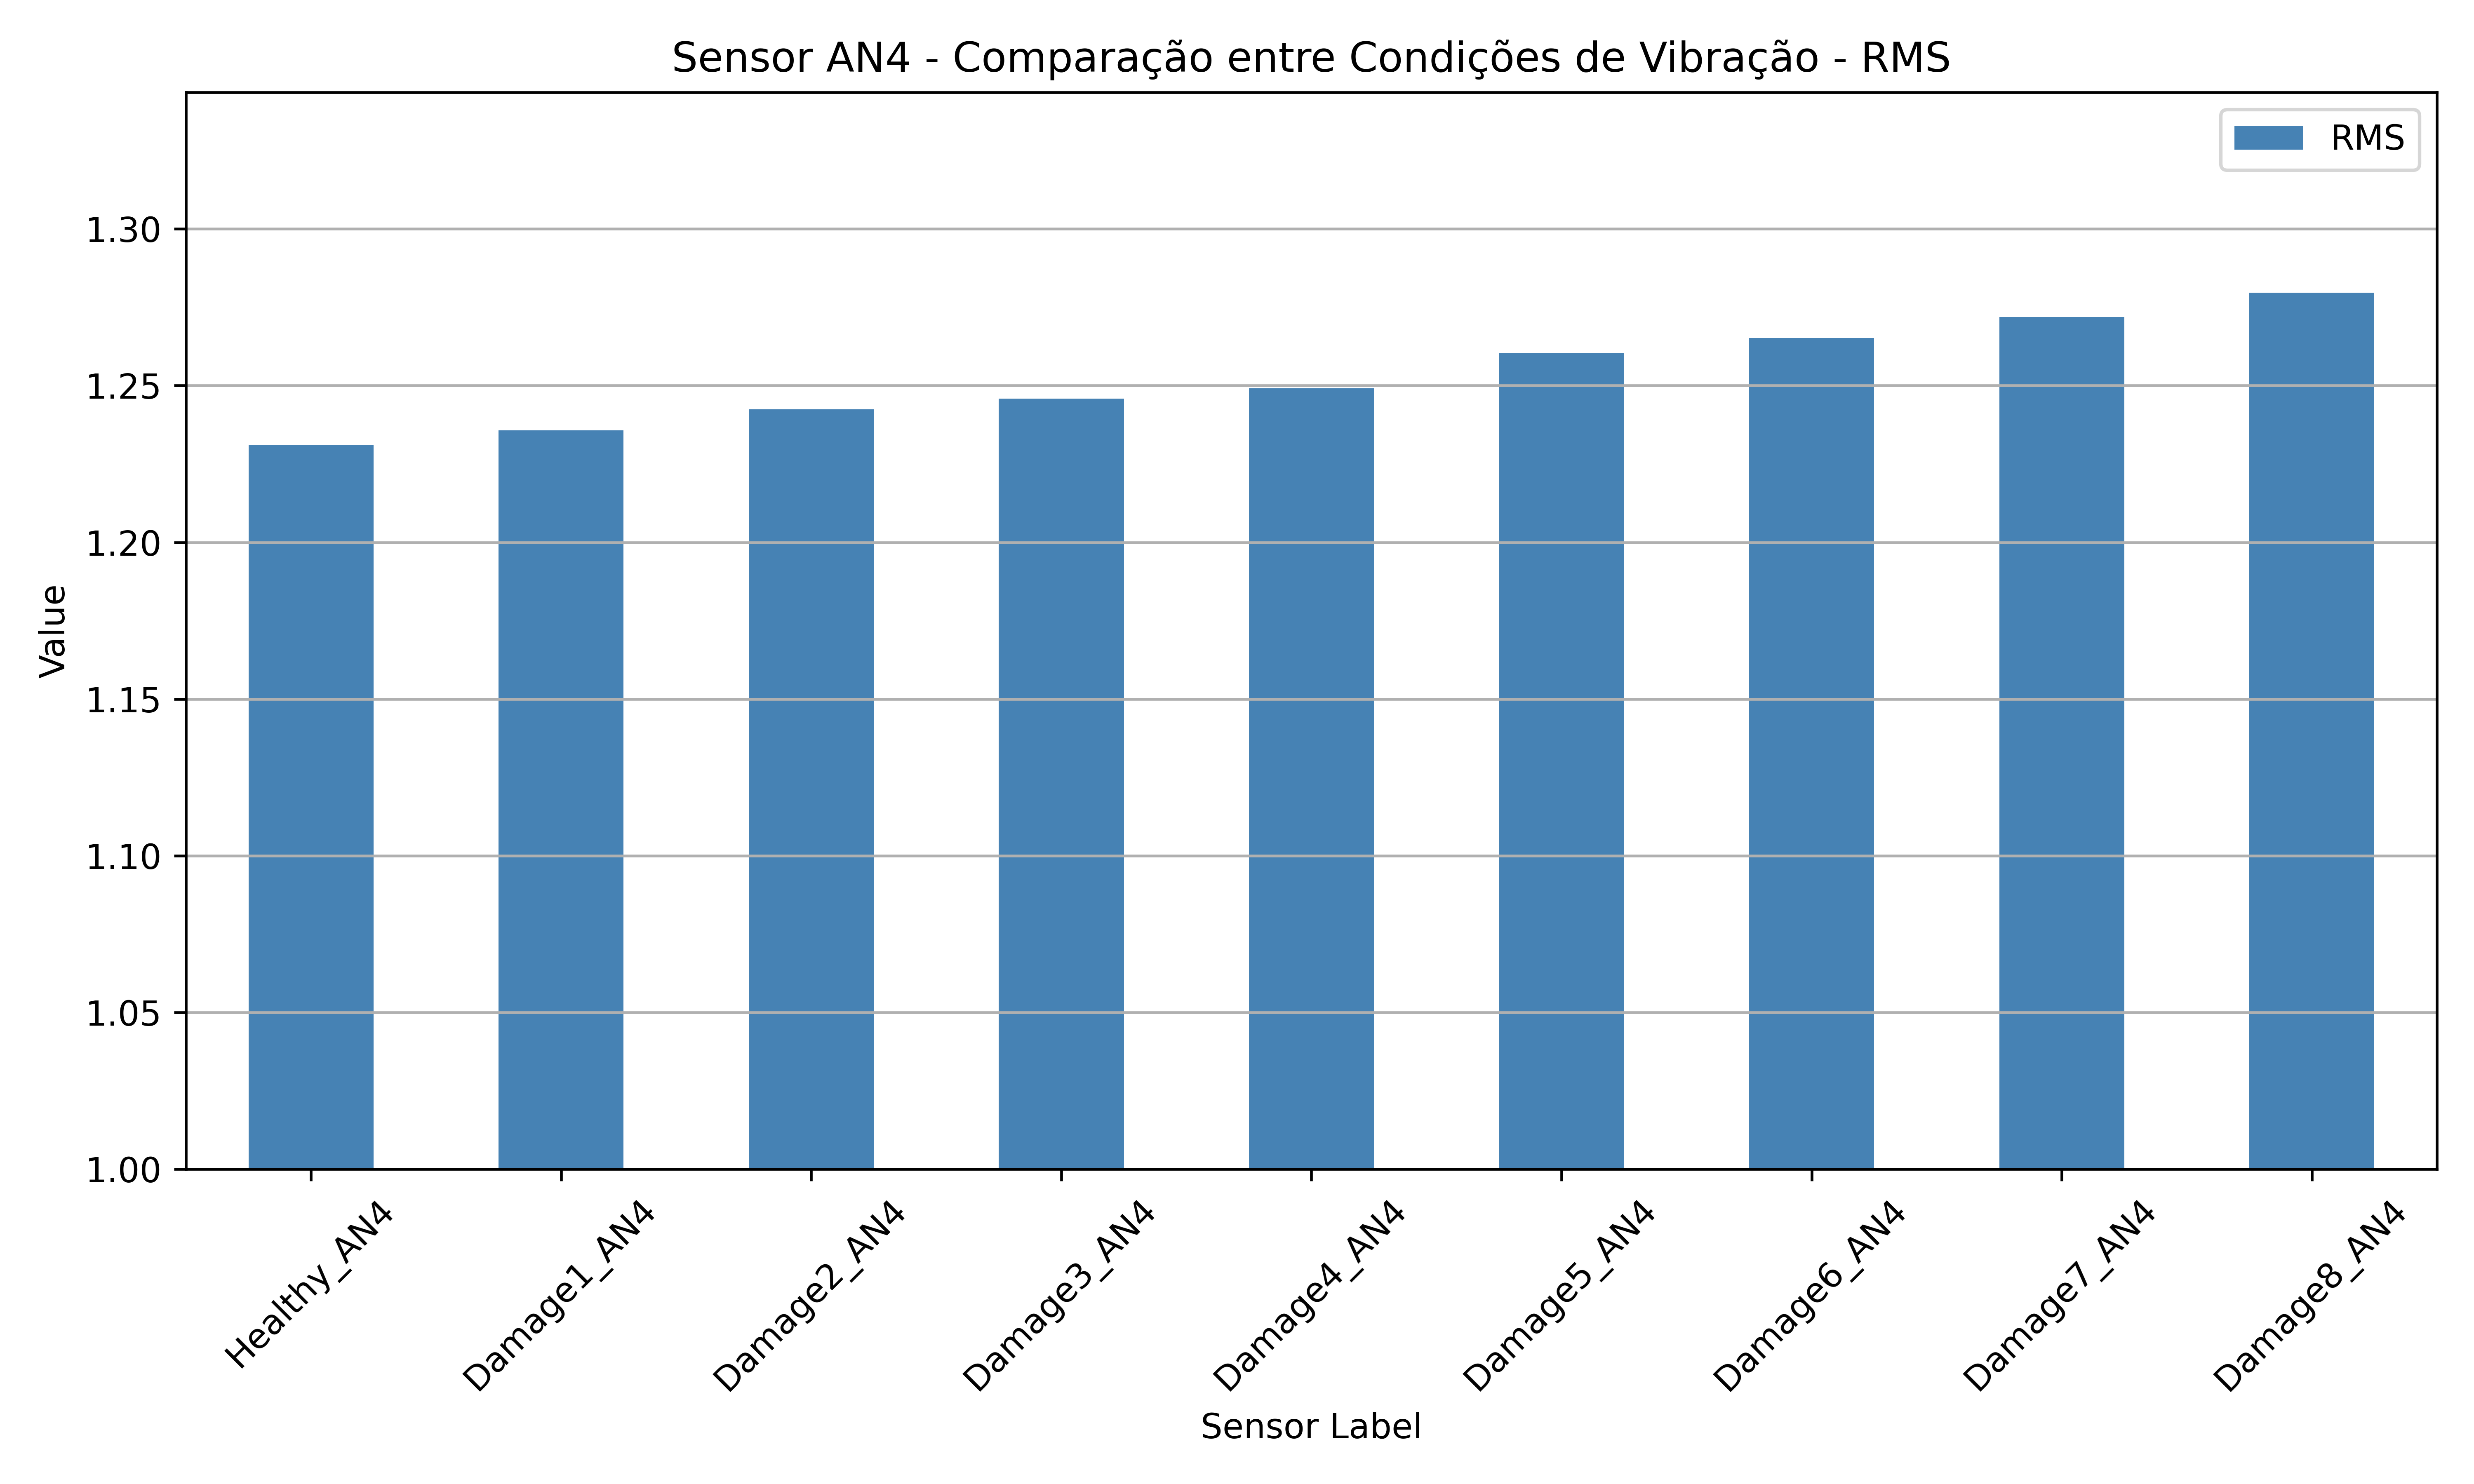 Sensor AN4 - Comparação entre Condições de Vibração - RMS
RMS
1.30
1.25
1.20
1.15
1.10
1.05
1.00
Value
Healthy_AN4
Damage1_AN4
Damage2_AN4
Damage3_AN4
Damage4_AN4
Damage5_AN4
Damage6_AN4
Damage7_AN4
Damage8_AN4
Sensor Label